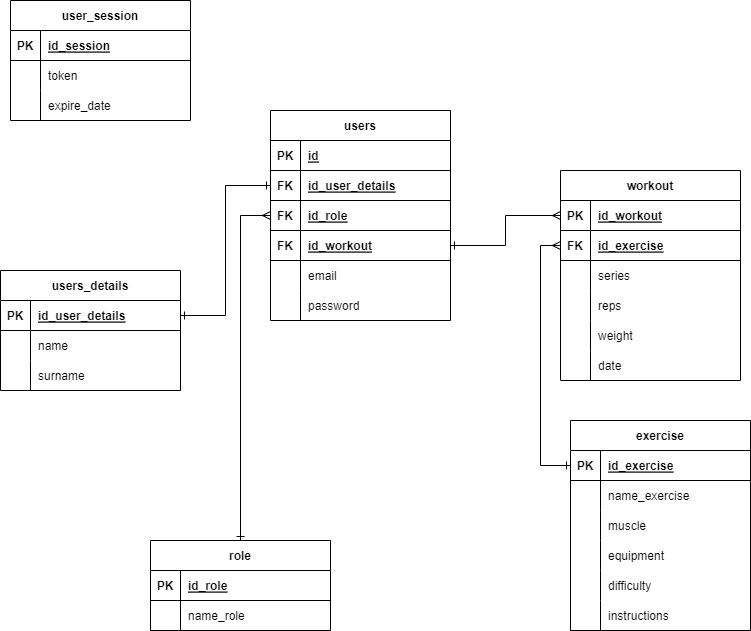 user_session
PK id_session
token
expire_date
users
PK id
FK id_user_details
FK id_role
FK id_workout
email
password
workout
PK id_workout
FK id_exercise
series
reps
weight
date
users_details
PK id_user_details
name
surname
exercise
PK id_exercise
name_exercise
muscle
equipment
difficulty
instructions
role
PK id_role
name_role